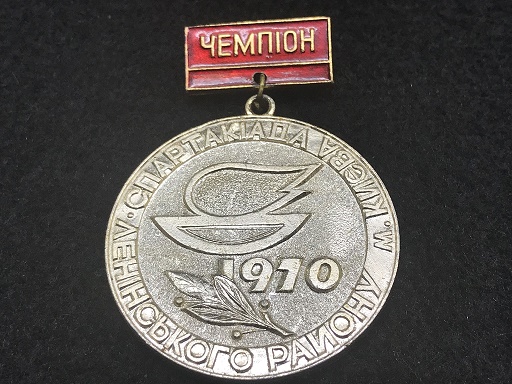 ЧЕМПІОН
СПАРТАКІАДА
ЛЕНІНСЬКОГО РАЙОНУ М. КИЄВА
1970